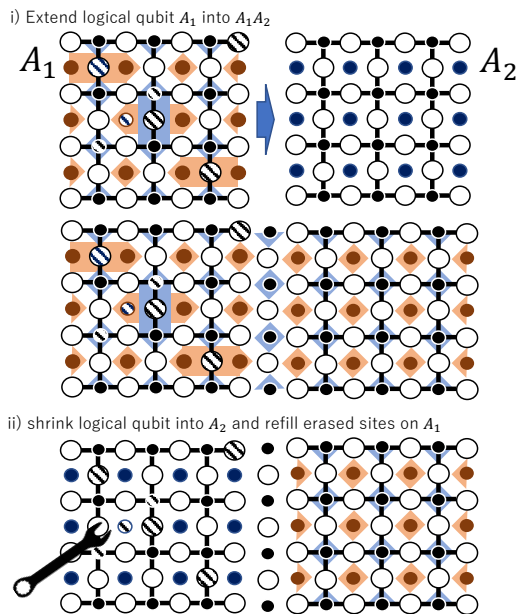 i) Extend logical qubit A₁ into A₁A₂
A₁
A₂
ii) shrink logical qubit into A₂ and refill erased sites on A₁